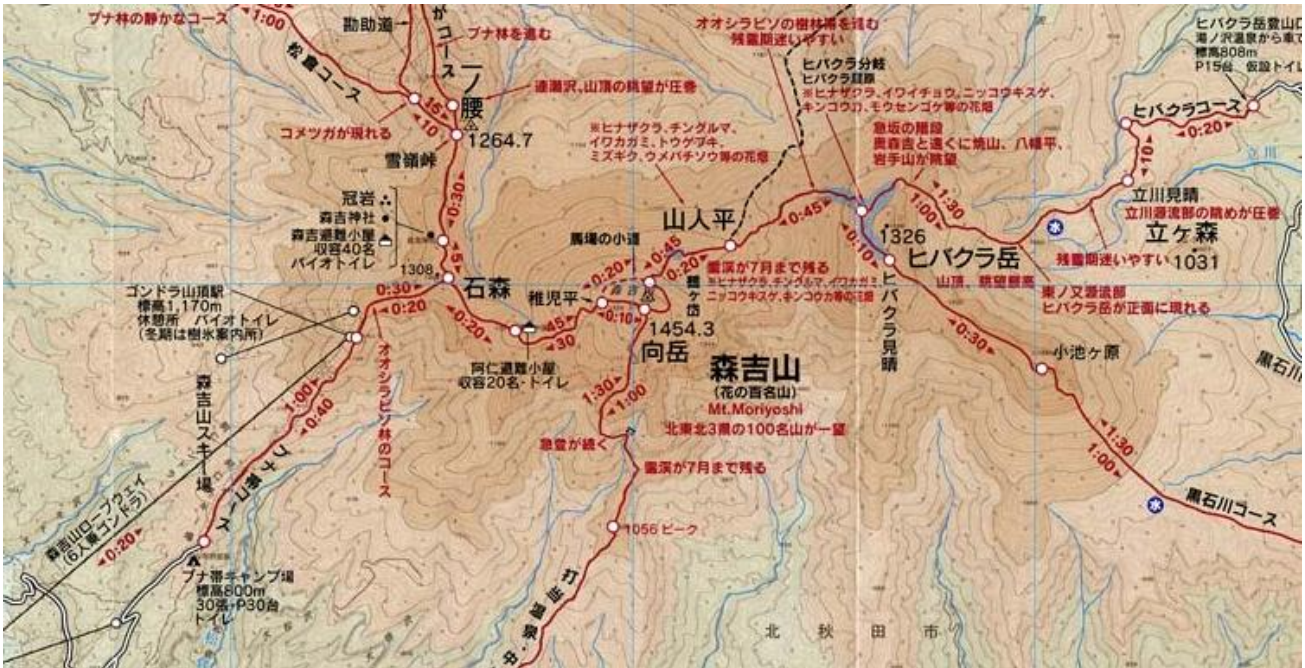 ブナ林の静かなコース
1:00
松倉コース
勘助道
コース
ブナ林を進む
一ノ腰
連瀬沢、山頂の眺望が圧巻
15
10
コメツガが現れる
1264.7
雪嶺峠
0:30
冠岩
森吉神社
森吉避難小屋
収容40名
バイオトイレ
1308
石森
0:30
0:20
ゴンドラ山頂駅
標高1,170m
休憩所 バイオトイレ
(冬期は樹氷案内所)
0:20
阿仁避難小屋
収容20名・トイレ
稚児平
45
30
馬場の小道
0:20
0:10
0:45
0:20
1454.3
向岳
森吉山
(花の百名山)
Mt.Moriyoshi
北東北3県の100名山が一望
※ヒナザクラ、チングルマ、
イワカガミ、トウゲブキ、
ミズギク、ウメバチソウ等の花畑
山人平
雪渓が7月まで残る
※ヒナザクラ、チングルマ、イワカガミ、
ニッコウキスゲ、キンコウカ等の花畑
オオシラビソの樹林帯を進む
残雪期迷いやすい
ヒバクラ分岐
ヒバクラ湿原
※ヒナザクラ、イワイチョウ、ニッコウキスゲ、
キンコウカ、モウセンゴケ等の花畑
0:45
急坂の階段
奥森吉と遠くに焼山、八幡平、
岩手山が眺望
1:30
1:00
1326
ヒバクラ岳
山頂、眺望最高
0:10
ヒバクラ見晴
0:30
小池ヶ原
1:30
1:00
水
黒石川コース
黒石川
ヒバクラ岳登山口
湯ノ沢温泉から車で
標高808m
P15台 仮設トイレ
ヒバクラコース
0:20
10
立川
立川見晴
立川源流部の眺めが圧巻
立ヶ森
1031
水
残雪期迷いやすい
東ノ又源流部
ヒバクラ岳が正面に現れる
1:30
1:00
急登が続く
雪渓が7月まで残る
1056ピーク
打当温泉・中
オオシラビソ林のコース
1:00
0:40
ブナ帯コース
森吉山スキー場
森吉山ロープウェイ
(6人乗ゴンドラ)
0:20
ブナ帯キャンプ場
標高800m
30張・P30台
トイレ
北秋田市